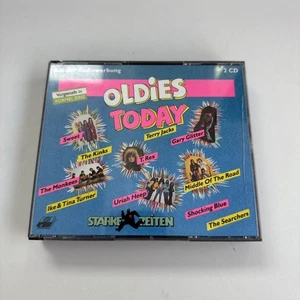 2 CD
OLDiES
TODAY
Sweet
Terry Jacks
Gary Glitter
The Kinks
T. Rex
The Monkees
Middle Of The Road
Ike & Tina Turner
Uriah Heep
Shocking Blue
STARKE ZEITEN
The Searchers